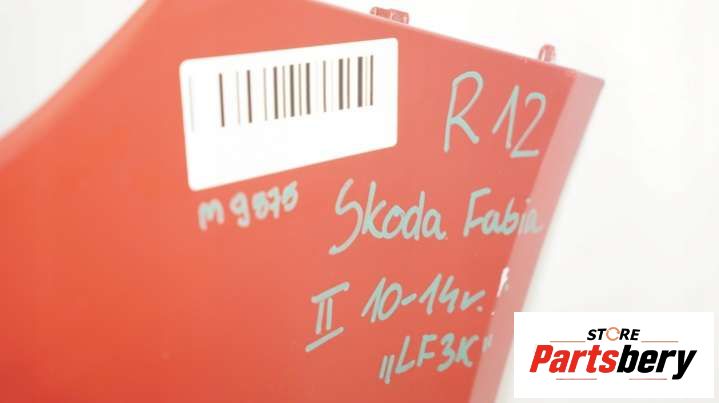 R 12
M 9878
Skoda Fabia
II 10-14r.
„LF3K"
STORE
Partsbery